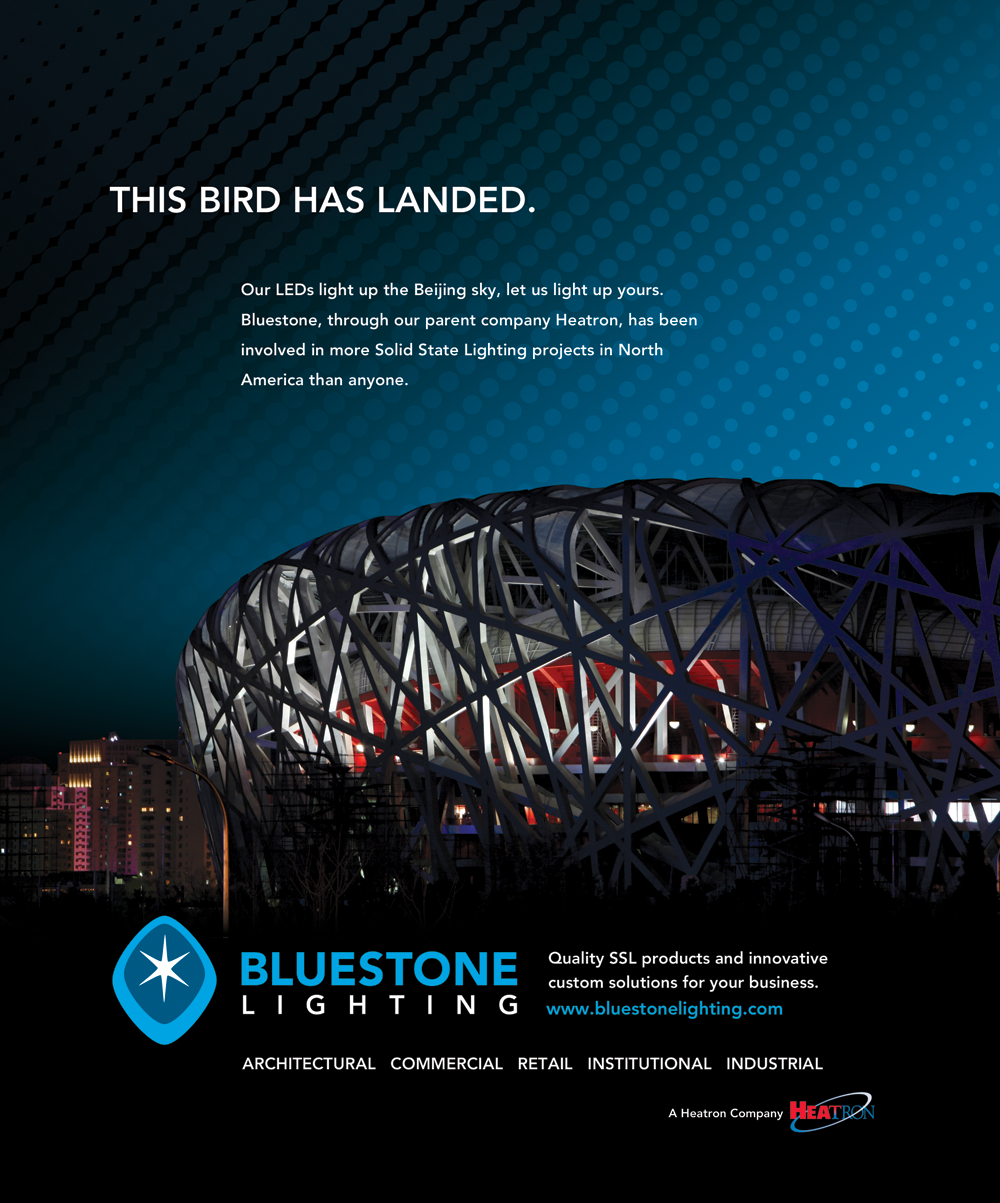 THIS BIRD HAS LANDED.
Our LEDs light up the Beijing sky, let us light up yours.
Bluestone, through our parent company Heatron, has been
involved in more Solid State Lighting projects in North
America than anyone.
BLUESTONE
LIGHTING
Quality SSL products and innovative
custom solutions for your business.
www.bluestonelighting.com
ARCHITECTURAL COMMERCIAL RETAIL INSTITUTIONAL INDUSTRIAL
A Heatron Company HEATRON